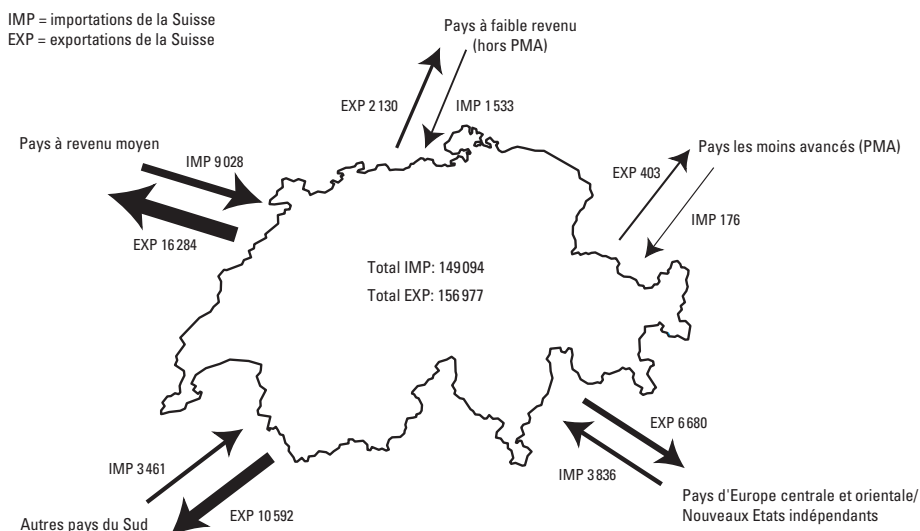 IMP = importations de la Suisse
EXP = exportations de la Suisse
Pays à faible revenu
(hors PMA)
EXP 2 130
IMP 1 533
Pays à revenu moyen
IMP 9 028
EXP 16 284
Pays les moins avancés (PMA)
EXP 403
IMP 176
Total IMP: 149 094
Total EXP: 156 977
IMP 3 461
EXP 10 592
Autres pays du Sud
EXP 6 680
IMP 3 836
Pays d'Europe centrale et orientale/
Nouveaux Etats indépendants